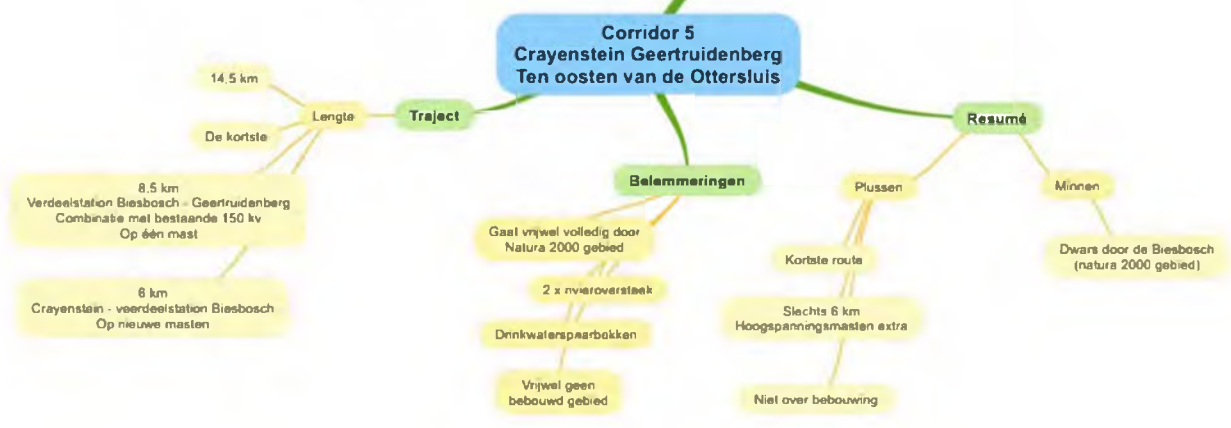 Corridor 5
Crayenstein Geertruidenberg
Ten oosten van de Ottersluis
Traject
Lengte
14,5 km
De kortste
8,5 km
Verdeelstation Biesbosch - Geertruidenberg
Combinatie met bestaande 150 kv
Op één mast
6 km
Crayenstein - veerdeelstation Biesbosch
Op nieuwe masten
Belemmeringen
Gaat vrijwel volledig door
Natura 2000 gebied
2 x rivieroversteek
Drinkwaterspaarbekken
Vrijwel geen
bebouwd gebied
Resumé
Plussen
Kortste route
Slechts 6 km
Hoogspanningsmasten extra
Niet over bebouwing
Minnen
Dwars door de Biesbosch
(natura 2000 gebied)